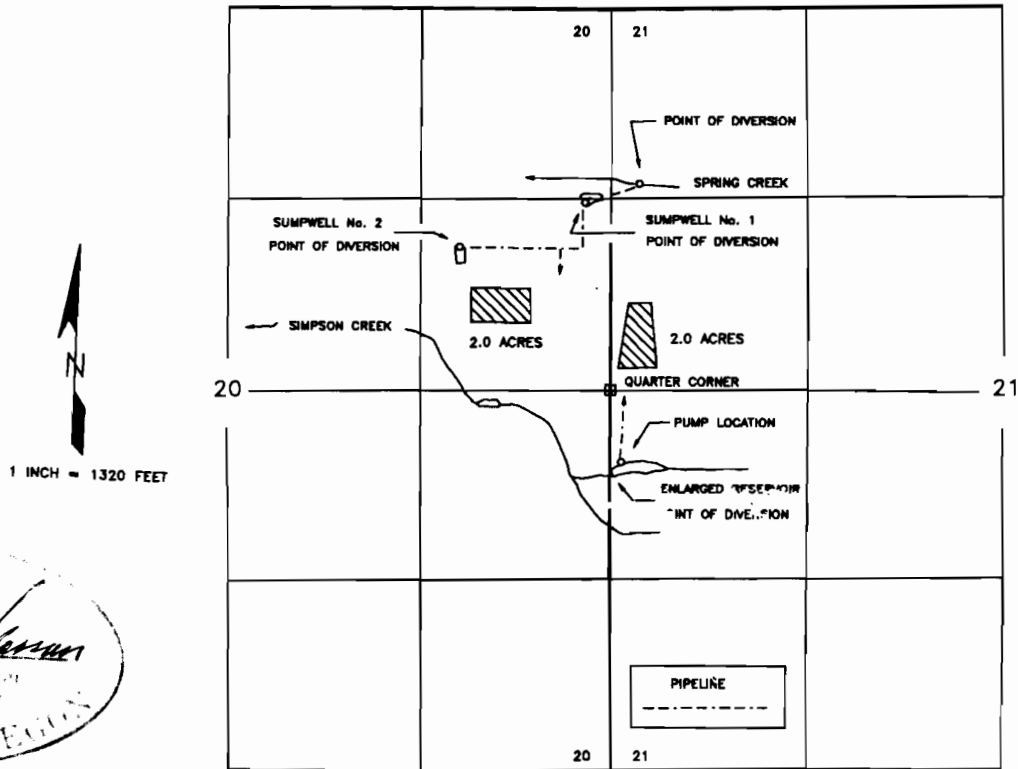 20 21
POINT OF DIVERSION
SPRING CREEK
SUMPWELL No. 2
POINT OF DIVERSION
SUMPWELL No. 1
POINT OF DIVERSION
SIMPSON CREEK
2.0 ACRES
2.0 ACRES
N
QUARTER CORNER
20
21
PUMP LOCATION
1 INCH = 1320 FEET
ENLARGED RESERVOIR
OF
PIPELINE
20 21